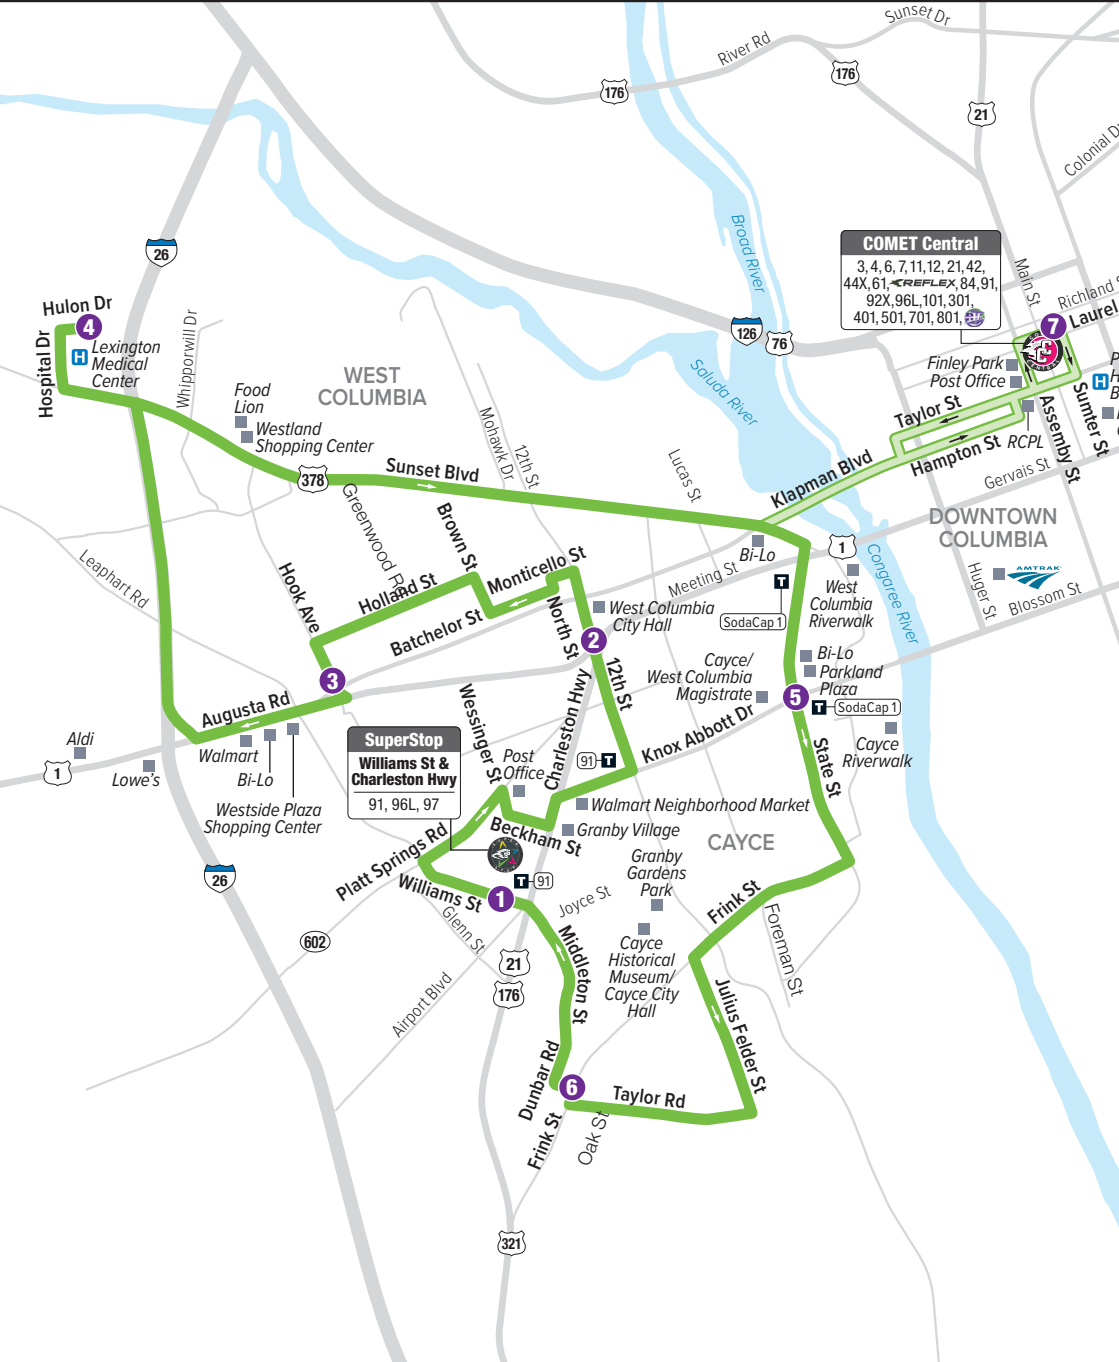 Sunset Dr
River Rd
176
176
21
Colonial Dr
Broad River
26
COMET Central
3, 4, 6, 7, 11, 12, 21, 42,
44X, 61, REFLEX, 84, 91,
92X, 96L, 101, 301,
401, 501, 701, 801,
Main St
Richland
Laurel
7
Hulon Dr
4
H
Lexington
Medical
Center
Hospital Dr
Whipporwill Dr
126
76
Saluda River
Finley Park
Post Office
H
WEST
COLUMBIA
Food
Lion
Westland
Shopping Center
Mohawk Dr
12th St
Taylor St
Hampton St
RCPL
Assemby St
Sumter St
378
Sunset Blvd
Lucas St
Klapman Blvd
Gervais St
DOWNTOWN
COLUMBIA
Greenwood Rd
Brown St
Monticello St
Bi-Lo
1
Congaree River
Huger St
AMTRAK
Blossom St
Leaphart Rd
Hook Ave
Holland St
Batchelor St
North St
Meeting St
West Columbia
City Hall
T
SodaCap 1
West
Columbia
Riverwalk
2
12th St
Cayce/
West Columbia
Magistrate
Bi-Lo
Parkland
Plaza
3
5
T
SodaCap 1
Augusta Rd
Wessinger St
Charleston Hwy
Knox Abbott Dr
State St
Cayce
Riverwalk
Aldi
1
Lowe's
Walmart
Bi-Lo
Westside Plaza
Shopping Center
SuperStop
Williams St &
Charleston Hwy
91, 96L, 97
Post
Office
91
T
Walmart Neighborhood Market
Beckham St
Granby Village
CAYCE
Platt Springs Rd
26
Granby
Gardens
Park
T
91
Williams St
1
Joyce St
Frink St
Glenn St
602
Middleton St
Foreman St
Cayce
Historical
Museum/
Cayce City
Hall
21
176
Airport Blvd
Julius Felder St
Dunbar Rd
6
Taylor Rd
Frink St
Oak St
321